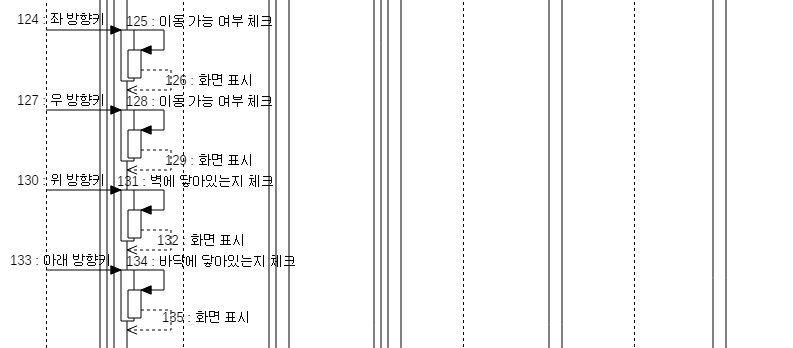 124 : 좌 방향키
125 : 이동 가능 여부 체크
126 : 화면 표시
127 : 우 방향키
128 : 이동 가능 여부 체크
129 : 화면 표시
130 : 위 방향키
131 : 벽에 닿아있는지 체크
132 : 화면 표시
133 : 아래 방향키
134 : 바닥에 닿아있는지 체크
135 : 화면 표시